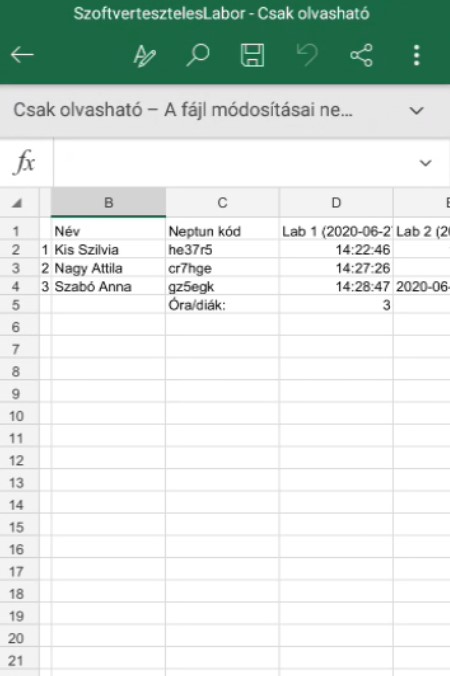 SzoftvertesztelesLabor - Csak olvasható
Csak olvasható – A fájl módosításai ne...
fx
B C D
1 Név Neptun kód Lab 1 (2020-06-2 Lab 2 (20
2 1 Kis Szilvia he37r5 14:22:46
3 2 Nagy Attila cr7hge 14:27:26
4 3 Szabó Anna gz5egk 14:28:47 2020-06-
5 Óra/diák: 3
6
7
8
9
10
11
12
13
14
15
16
17
18
19
20
21